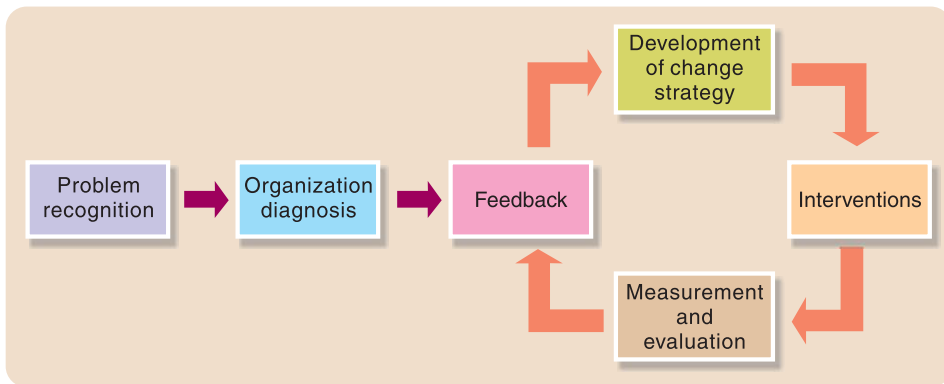 Problem
recognition
Organization
diagnosis
Feedback
Development
of change
strategy
Interventions
Measurement
and
evaluation